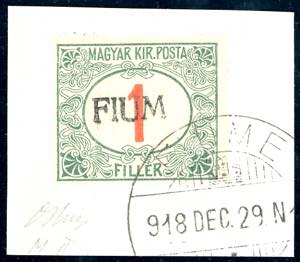 MAGYAR KIR. POSTA
FIUM
1
FILLÉR
918 DEC. 29 N